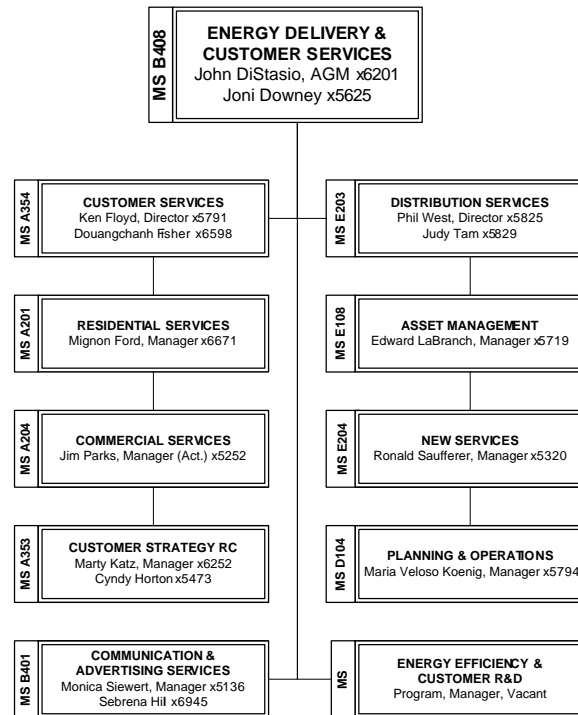 MS B408
ENERGY DELIVERY &
CUSTOMER SERVICES
John DiStasio, AGM x6201
Joni Downey x5625
MS A354
CUSTOMER SERVICES
Ken Floyd, Director x5791
Douangchanh Fisher x6598
MS E203
DISTRIBUTION SERVICES
Phil West, Director x5825
Judy Tam x5829
MS A201
RESIDENTIAL SERVICES
Mignon Ford, Manager x6671
MS E108
ASSET MANAGEMENT
Edward LaBranch, Manager x5719
MS A204
COMMERCIAL SERVICES
Jim Parks, Manager (Act.) x5252
MS E204
NEW SERVICES
Ronald Saufferer, Manager x5320
MS A353
CUSTOMER STRATEGY RC
Marty Katz, Manager x6252
Cyndy Horton x5473
MS D104
PLANNING & OPERATIONS
Maria Veloso Koenig, Manager x5794
MS B401
COMMUNICATION &
ADVERTISING SERVICES
Monica Siewert, Manager x5136
Sebrena Hill x6945
MS
ENERGY EFFICIENCY &
CUSTOMER R&D
Program, Manager, Vacant